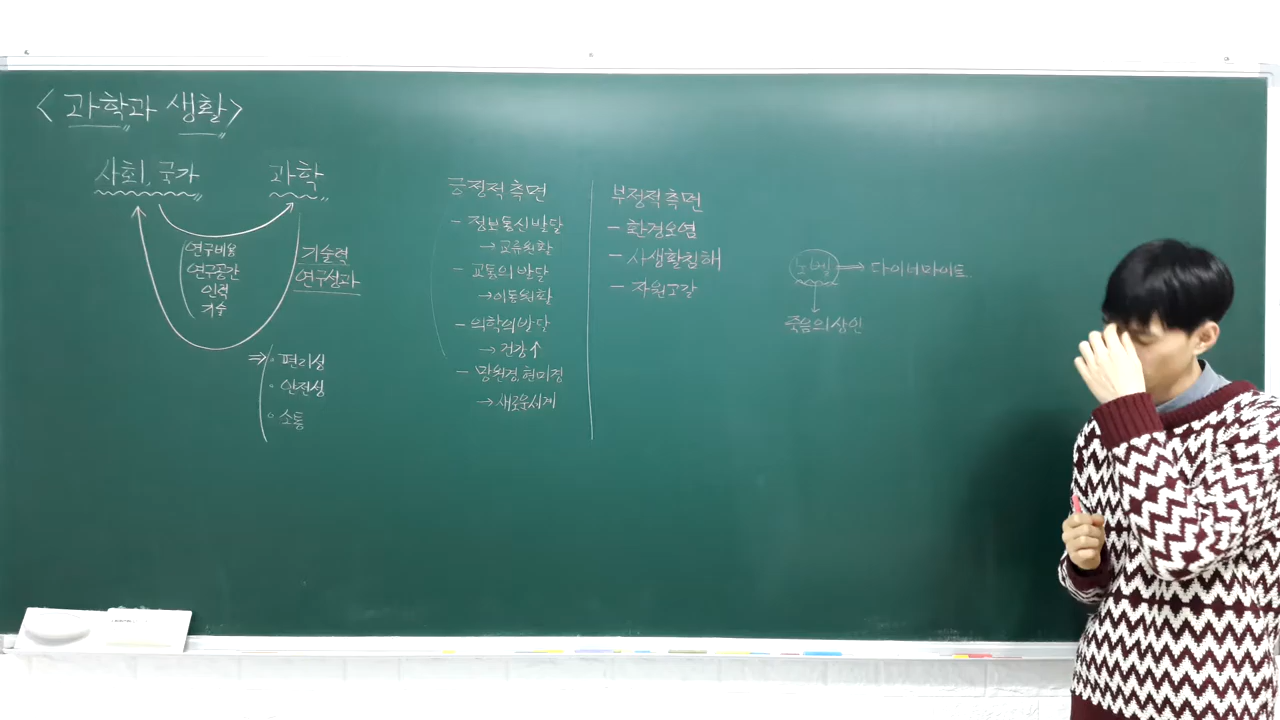 <과학과 생활>
사회, 국가
과학
연구비용
연구공간
인력
기술
기술력
연구성과
⇒ • 편리성
• 안전성
• 소통
긍정적 측면
- 정보통신발달
→ 교류원활
- 교통의 발달
→ 이동원활
- 의학의 발달
→ 건강↑
- 망원경, 현미경
→ 새로운세계
부정적 측면
- 환경오염
- 사생활침해
- 자원고갈
노벨 ⇒ 다이너마이트..
↓
죽음의 상인